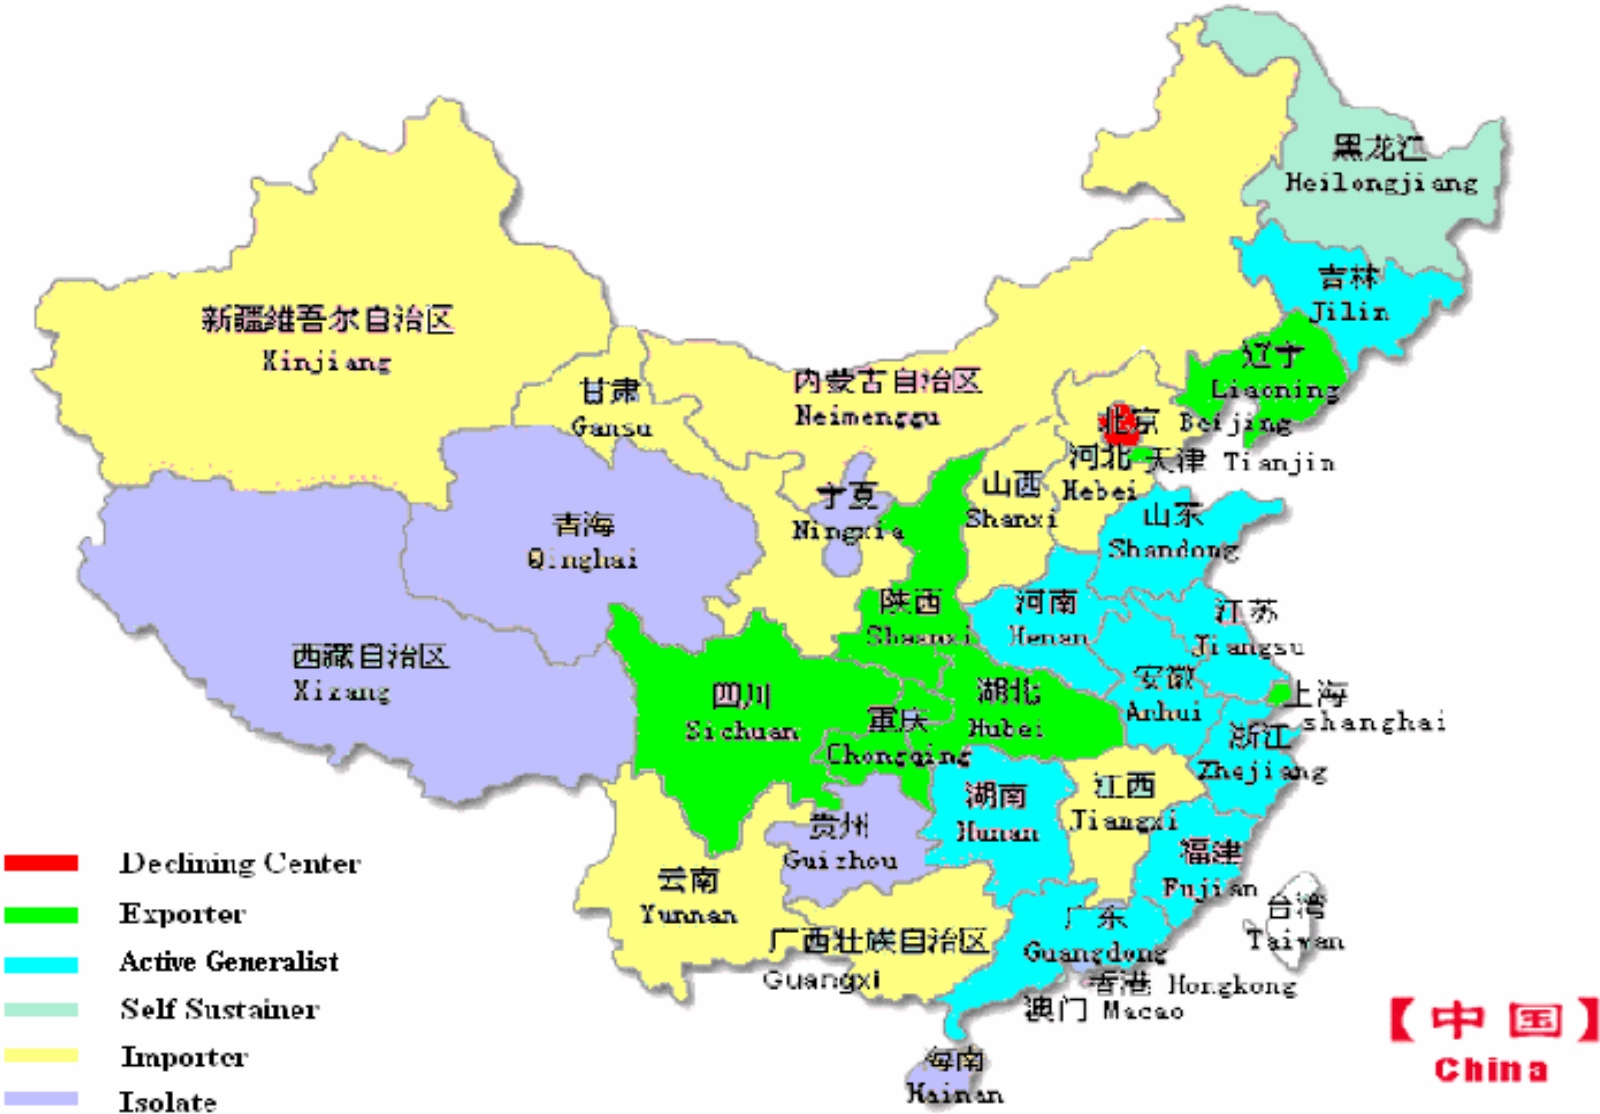 黑龙江
Heilongjiang
吉林
Jilin
新疆维吾尔自治区
Xinjiang
辽宁
Liaoning
内蒙古自治区
Neimenggu
甘肃
Gansu
北京 Beijing
河北
Hebei
天津 Tianjin
山西
Shanxi
宁夏
Ningxia
山东
Shandong
青海
Qinghai
陕西
Shaanxi
河南
Henan
江苏
Jiangsu
西藏自治区
Xizang
四川
Sichuan
湖北
Hubei
安徽
Anhui
上海
shanghai
重庆
Chongqing
浙江
Zhejiang
湖南
Hunan
江西
Jiangxi
贵州
Guizhou
福建
Fujian
云南
Yunnan
台湾
Taiwan
广西壮族自治区
Guangxi
广东
Guangdong
香港 Hongkong
澳门 Macao
海南
Hainan
Declining Center
Exporter
Active Generalist
Self Sustainer
Importer
Isolate
【中国】
China